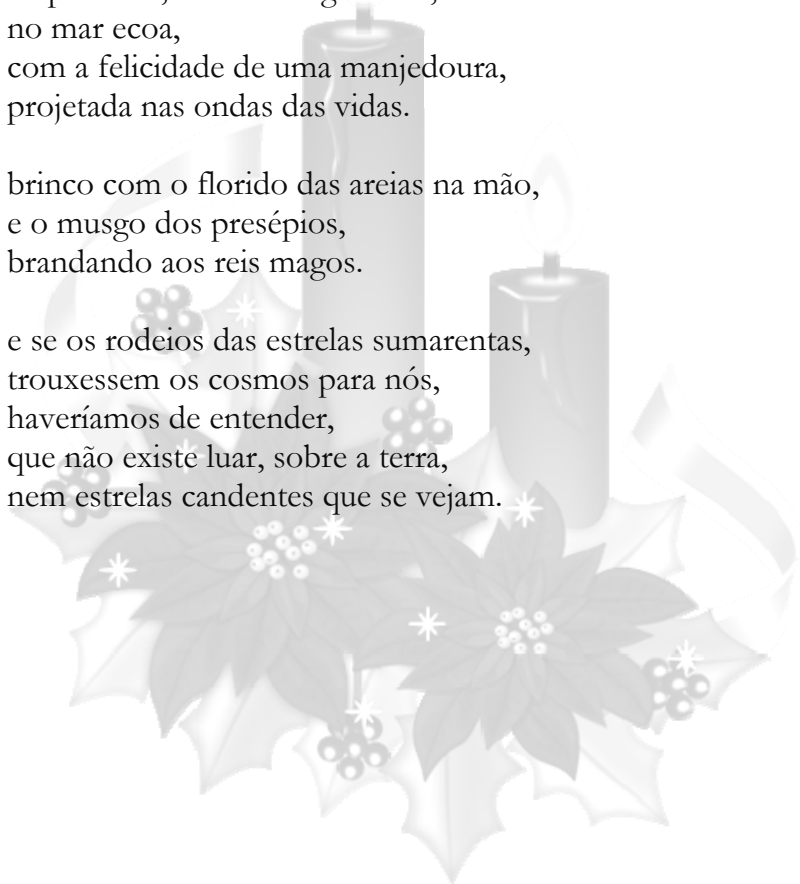 no mar ecoa,
com a felicidade de uma manjedoura,
projetada nas ondas das vidas.

brinco com o florido das areias na mão,
e o musgo dos presépios,
brandando aos reis magos.

e se os rodeios das estrelas sumarentas,
trouxessem os cosmos para nós,
haveríamos de entender,
que não existe luar, sobre a terra,
nem estrelas candentes que se vejam.